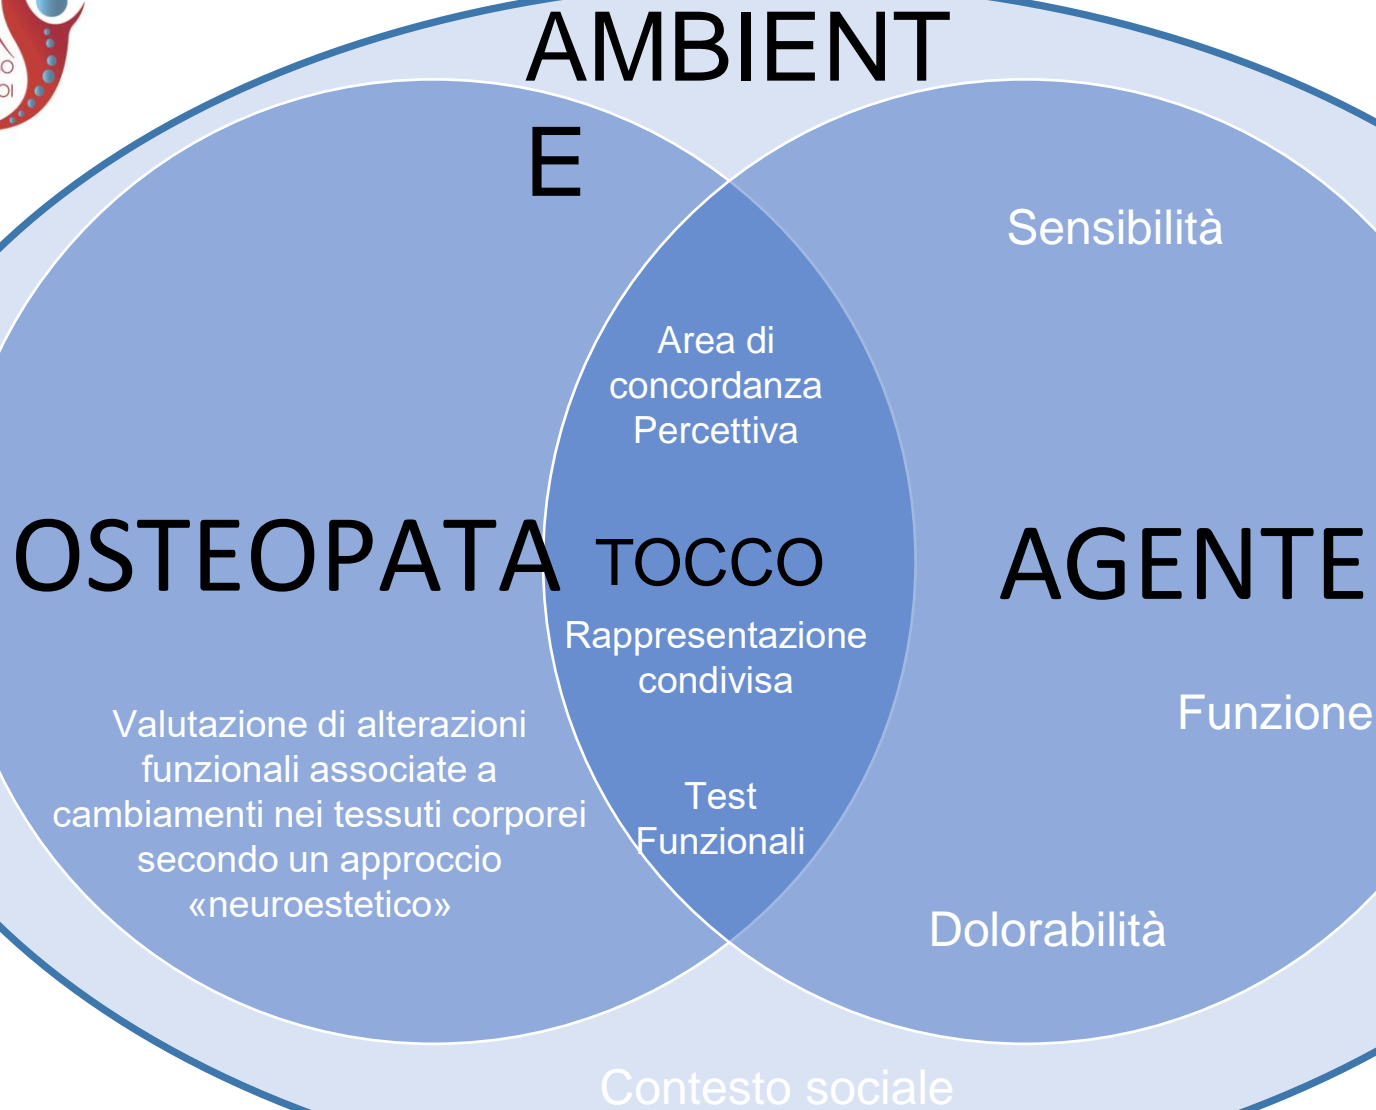 O
OI
AMBIENT
E
Sensibilità
Area di
concordanza
Percettiva
OSTEOPATA
TOCCO
AGENTE
Rappresentazione
condivisa
Funzione
Valutazione di alterazioni
funzionali associate a
cambiamenti nei tessuti corporei
secondo un approccio
«neuroestetico»
Test
Funzionali
Dolorabilità
Contesto sociale